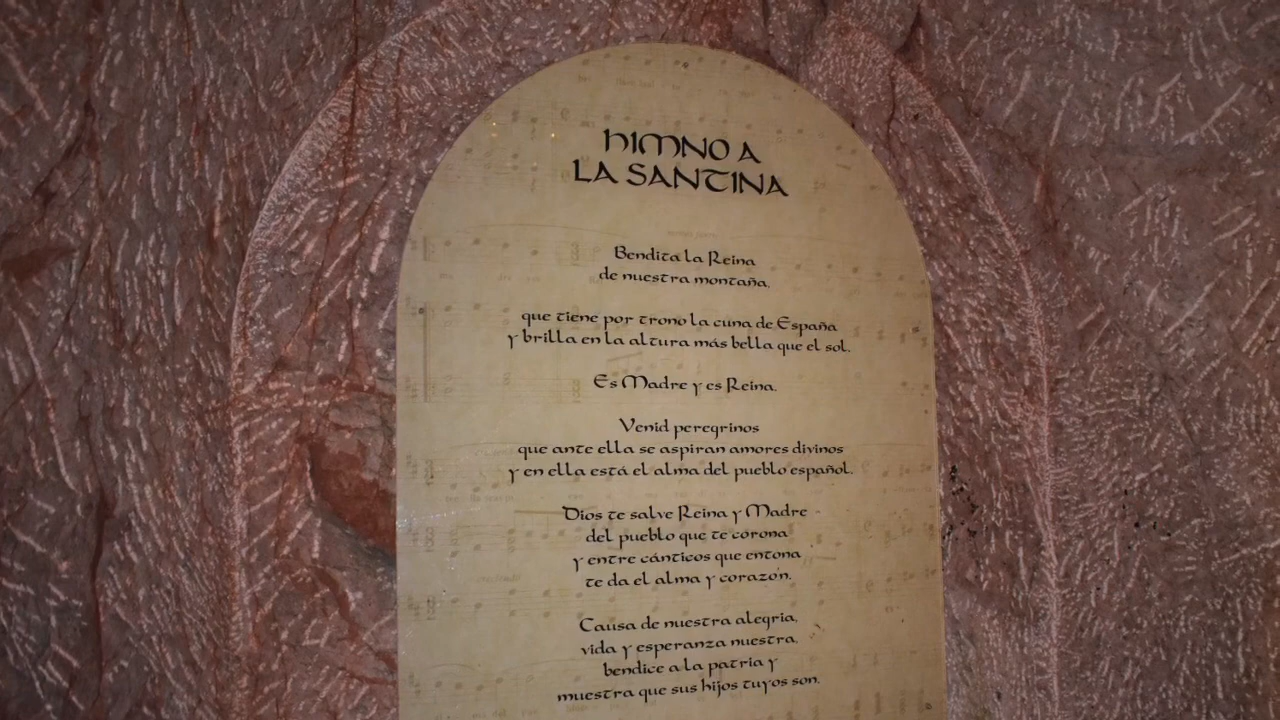 HIMNO A
LA SANTINA
Bendita la Reina
de nuestra montaña,
que tiene por trono la cuna de España
y brilla en la altura más bella que el sol.
Es Madre y es Reina.
Venid peregrinos
que ante ella se aspiran amores divinos
y en ella está el alma del pueblo español.
Dios te salve Reina y Madre
del pueblo que te corona
y entre cánticos que entona
te da el alma y corazón.
Causa de nuestra alegria,
vida y esperanza nuestra,
bendice a la patria y
muestra que sus hijos tuyos son.